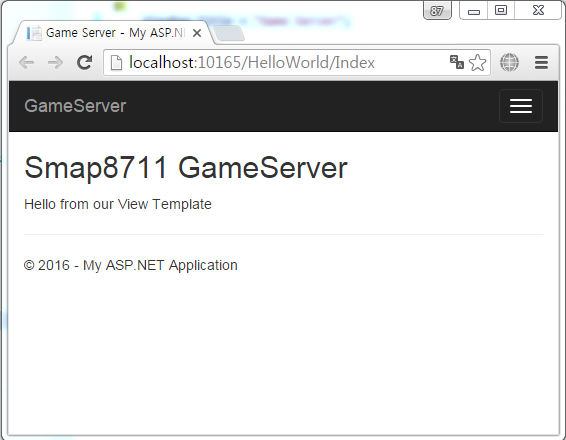 87
Game Server - My ASP.NE
localhost:10165/HelloWorld/Index
GameServer
Smap8711 GameServer
Hello from our View Template
© 2016 - My ASP.NET Application